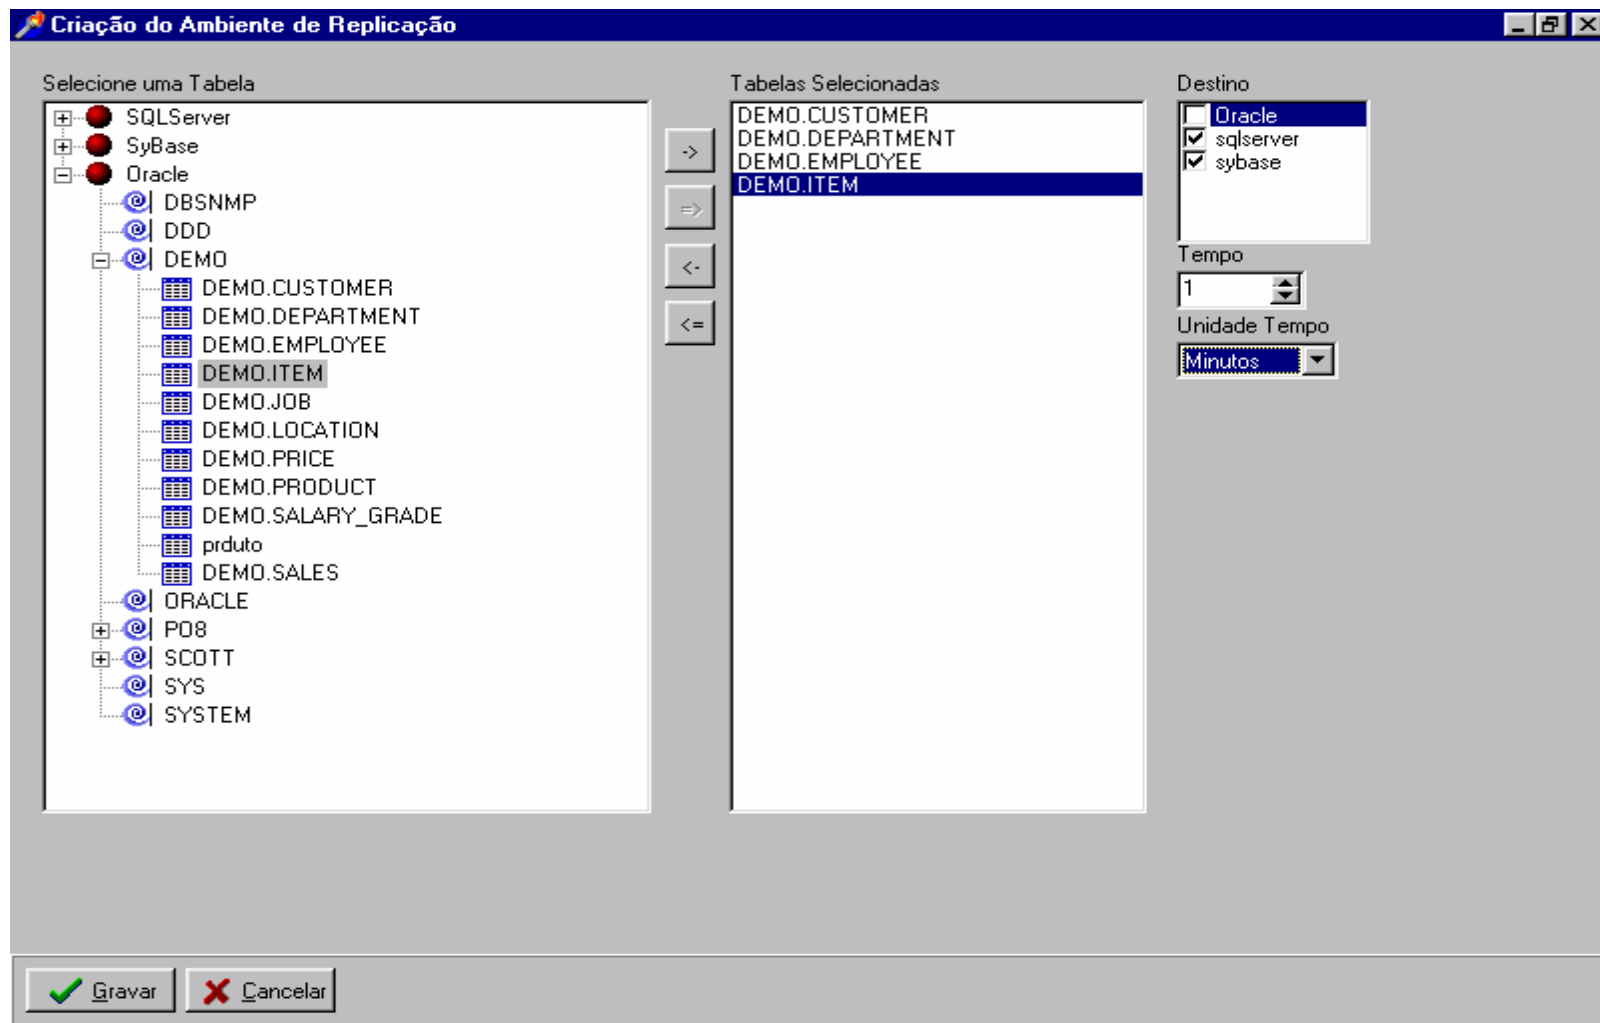 Criação do Ambiente de Replicação
Selecione uma Tabela
SQLServer
SyBase
Oracle
DBSNMP
DDD
DEMO
DEMO.CUSTOMER
DEMO.DEPARTMENT
DEMO.EMPLOYEE
DEMO.ITEM
DEMO.JOB
DEMO.LOCATION
DEMO.PRICE
DEMO.PRODUCT
DEMO.SALARY_GRADE
prduto
DEMO.SALES
ORACLE
PO8
SCOTT
SYS
SYSTEM
->
=>
<-
<=
Tabelas Selecionadas
DEMO.CUSTOMER
DEMO.DEPARTMENT
DEMO.EMPLOYEE
DEMO.ITEM
Destino
Oracle
sqlserver
sybase
Tempo
1
Unidade Tempo
Minutos
Gravar
Cancelar